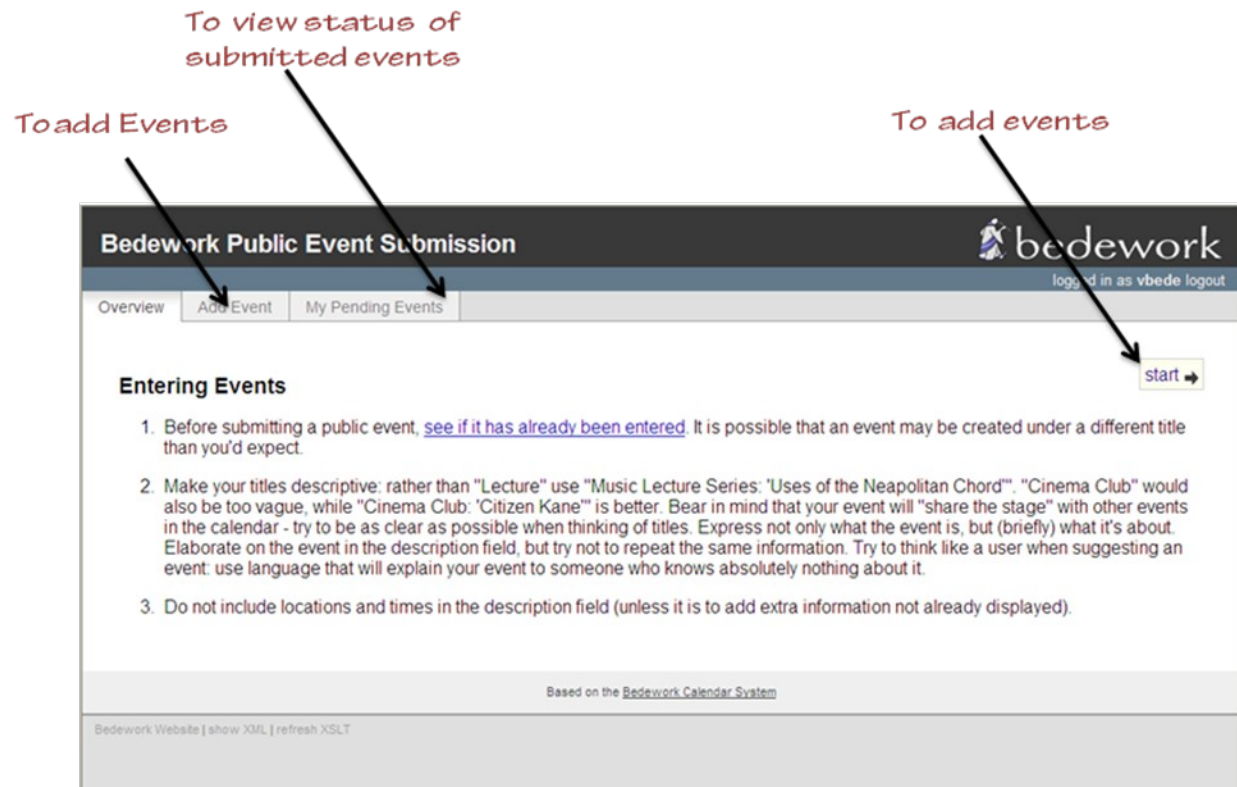 To view status of
submitted events
To add Events
To add events
Bedework Public Event Submission
bedework
logged in as vbede logout
Overview
Add Event
My Pending Events
start
Entering Events
1. Before submitting a public event, see if it has already been entered. It is possible that an event may be created under a different title
than you'd expect.
2. Make your titles descriptive: rather than "Lecture" use "Music Lecture Series: 'Uses of the Neapolitan Chord'". "Cinema Club" would
also be too vague, while "Cinema Club: 'Citizen Kane'" is better. Bear in mind that your event will "share the stage" with other events
in the calendar - try to be as clear as possible when thinking of titles. Express not only what the event is, but (briefly) what it's about.
Elaborate on the event in the description field, but try not to repeat the same information. Try to think like a user when suggesting an
event: use language that will explain your event to someone who knows absolutely nothing about it.
3. Do not include locations and times in the description field (unless it is to add extra information not already displayed).
Based on the Bedework Calendar System
Bedework Website | show XML | refresh XSLT